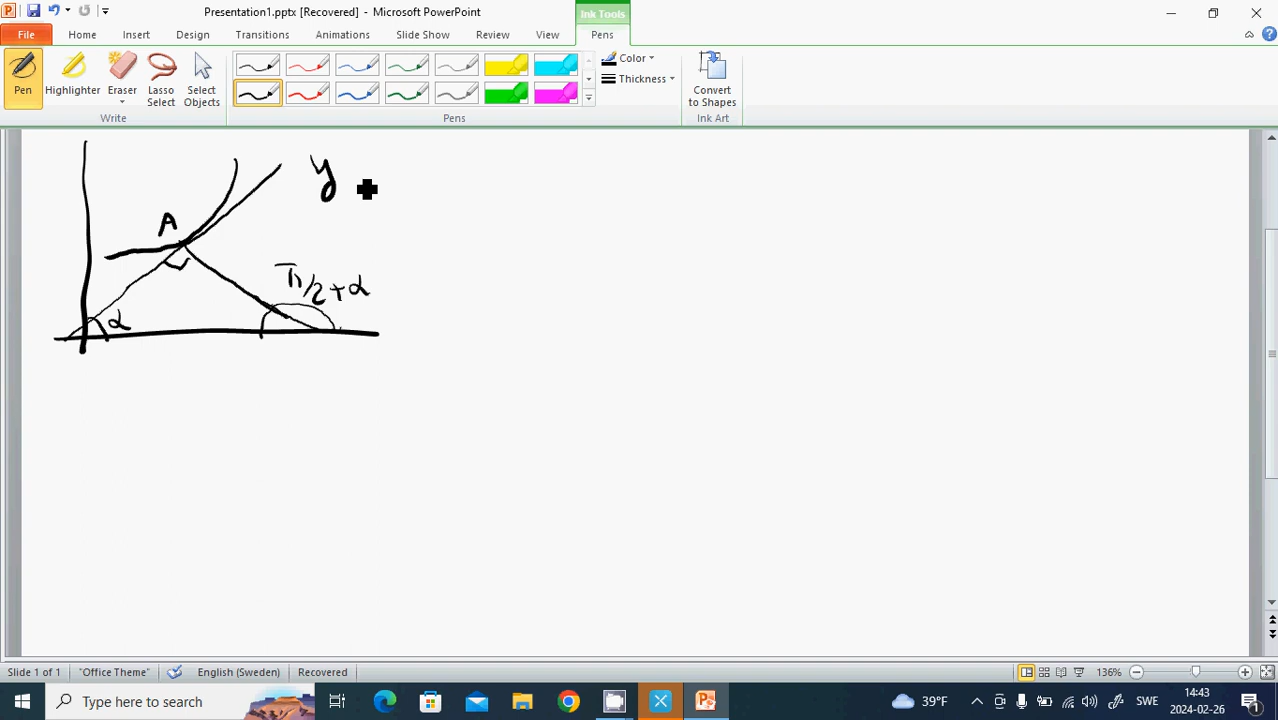 Presentation1.pptx [Recovered] - Microsoft PowerPoint
Ink Tools
File Home Insert Design Transitions Animations Slide Show Review View Pens
Pen Highlighter Eraser Lasso Select Select Objects
Color
Thickness
Convert to Shapes
Write Pens Ink Art
y
A
π/2+α
α
Slide 1 of 1 "Office Theme" English (Sweden) Recovered 136%
Type here to search 39°F SWE 14:43
2024-02-26